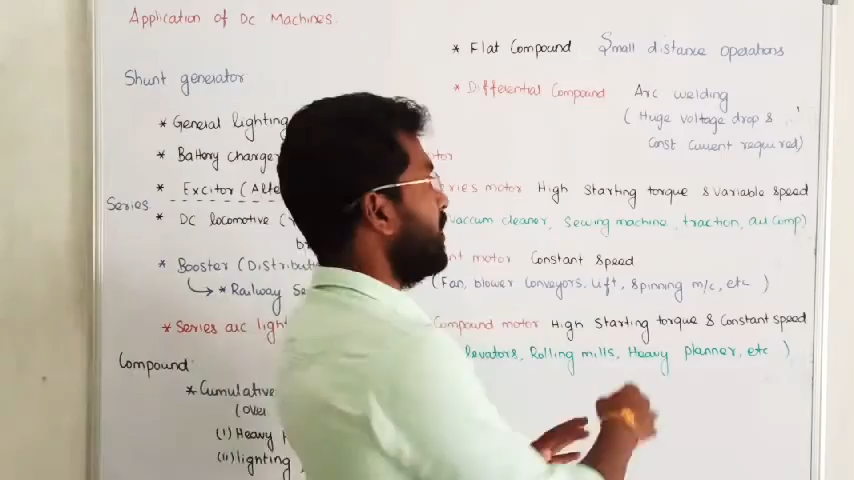 Application of Dc Machines.
Shunt generator
* General lighting
* Battery charger
* Excitor (Alte
Series
* DC locomotive (
* Booster (Distributi
* Railway Se
* Series arc light
Compound
* Cumulative
(over
(i) Heavy
(ii) lighting
* Flat Compound Small distance operations
* Differential Compound Arc welding
( Huge voltage drop &
const current required)
otor
ries motor High starting torque & variable speed
vaccum cleaner, sewing machine, traction, air comp)
nt motor Constant speed
(Fan, blower conveyors, lift, spinning m/c, etc )
Compound motor High starting torque & Constant speed
levators, Rolling mills, Heavy planner, etc )